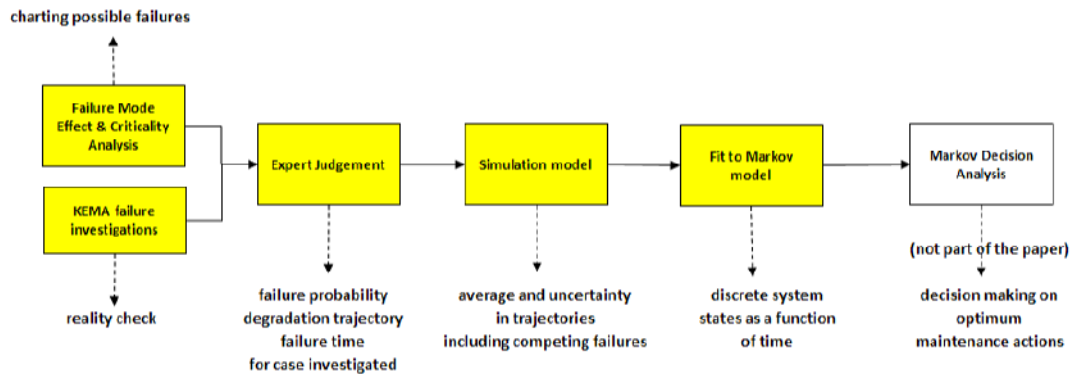 charting possible failures
Failure Mode
Effect & Criticality
Analysis
KEMA failure
investigations
reality check
Expert Judgement
failure probability
degradation trajectory
failure time
for case investigated
Simulation model
average and uncertainty
in trajectories
including competing failures
Fit to Markov
model
discrete system
states as a function
of time
Markov Decision
Analysis
(not part of the paper)
decision making on
optimum
maintenance actions